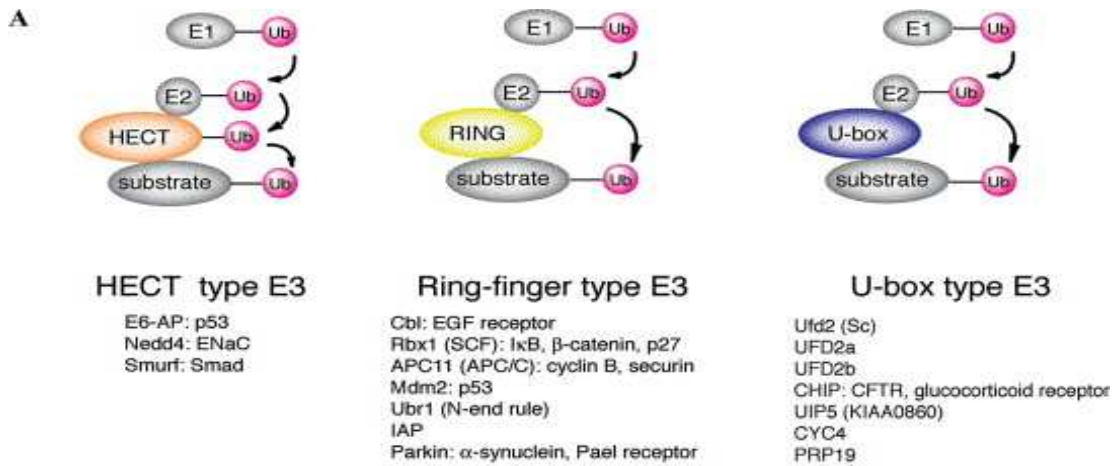 A
E1 Ub
E2 Ub
HECT Ub
substrate Ub
HECT type E3
E6-AP: p53
Nedd4: ENaC
Smurf: Smad
E1 Ub
E2 Ub
RING
substrate Ub
Ring-finger type E3
Cbl: EGF receptor
Rbx1 (SCF): IκB, β-catenin, p27
APC11 (APC/C): cyclin B, securin
Mdm2: p53
Ubr1 (N-end rule)
IAP
Parkin: α-synuclein, Pael receptor
E1 Ub
E2 Ub
U-box
substrate Ub
U-box type E3
Ufd2 (Sc)
UFD2a
UFD2b
CHIP: CFTR, glucocorticoid receptor
UIP5 (KIAA0860)
CYC4
PRP19